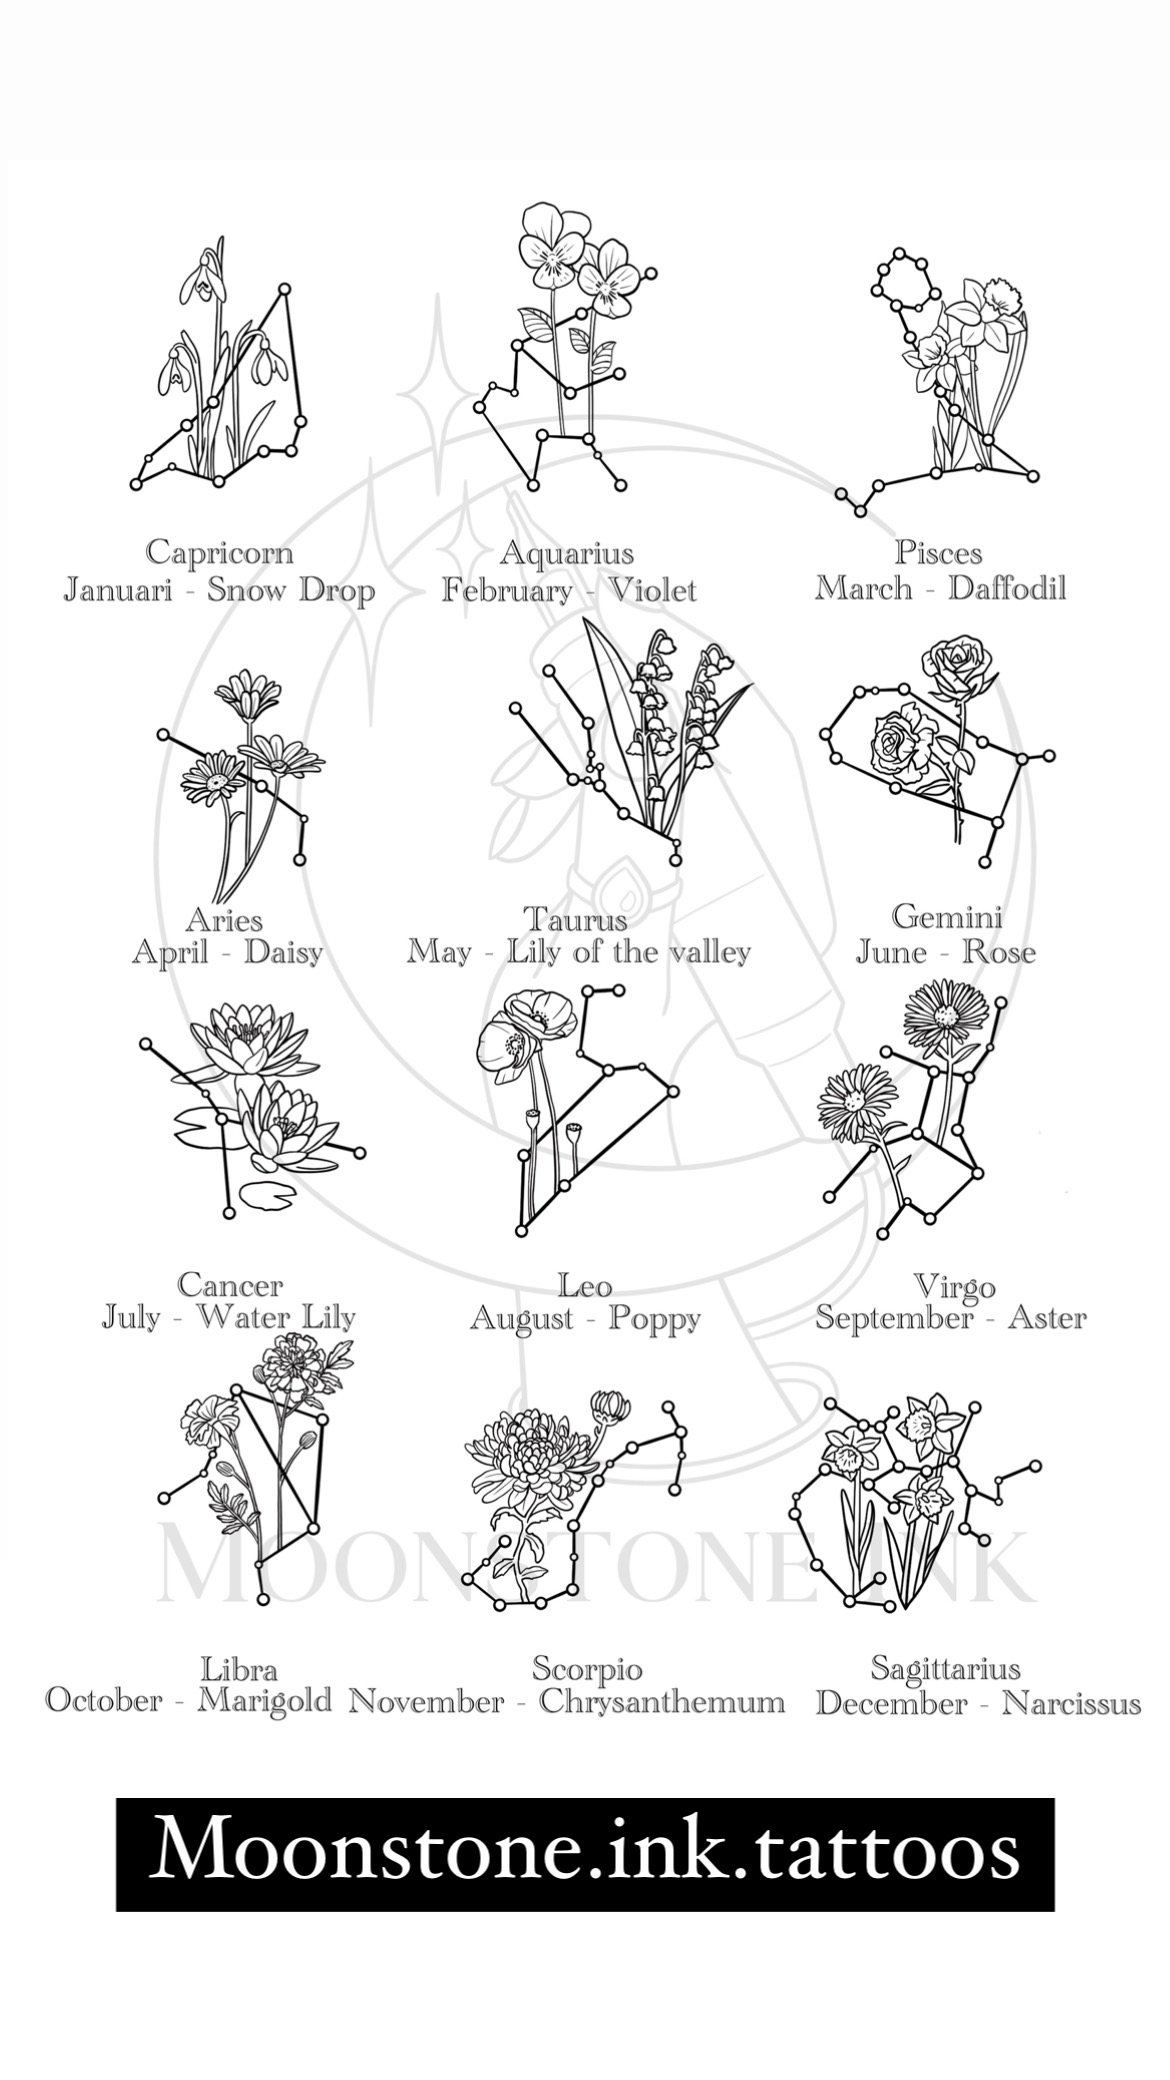 Capricorn
Januari - Snow Drop
Aquarius
February - Violet
Pisces
March - Daffodil
Aries
April - Daisy
Taurus
May - Lily of the valley
Gemini
June - Rose
Cancer
July - Water Lily
Leo
August - Poppy
Virgo
September - Aster
Libra
October - Marigold
Scorpio
November - Chrysanthemum
Sagittarius
December - Narcissus
Moonstone Ink
Moonstone.ink.tattoos